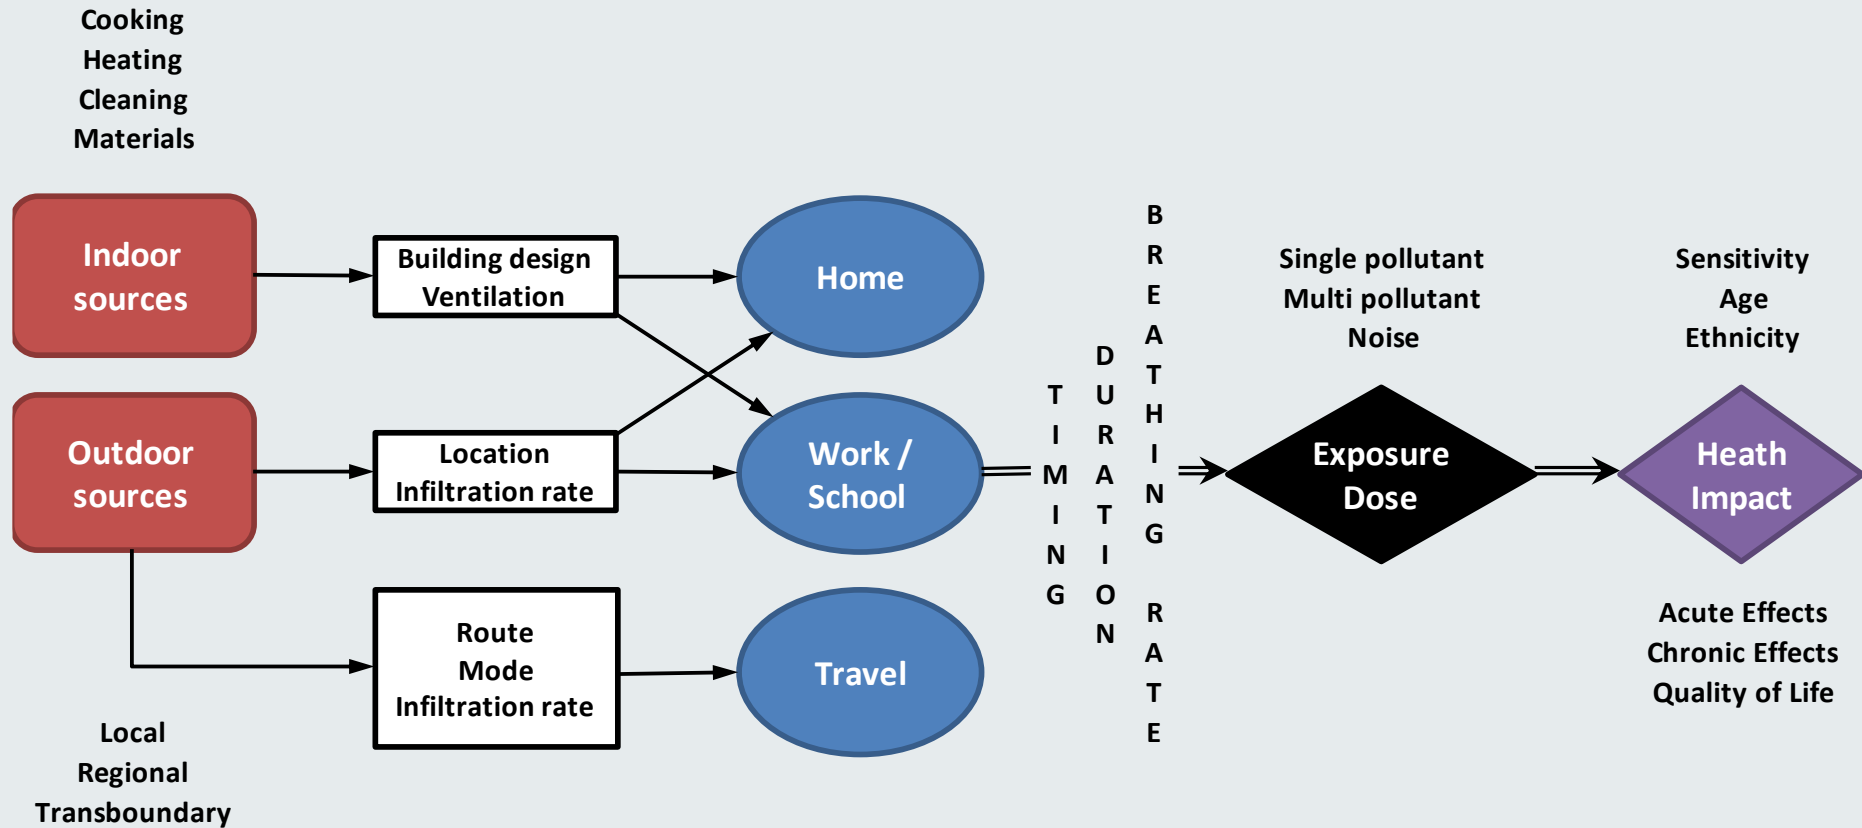 Cooking
Heating
Cleaning
Materials
Indoor
sources
Building design
Ventilation
Home
Outdoor
sources
Location
Infiltration rate
Work /
School
Route
Mode
Infiltration rate
Travel
Local
Regional
Transboundary
TIMING
DURATION
BREATHING RATE
Single pollutant
Multi pollutant
Noise
Exposure
Dose
Sensitivity
Age
Ethnicity
Heath
Impact
Acute Effects
Chronic Effects
Quality of Life